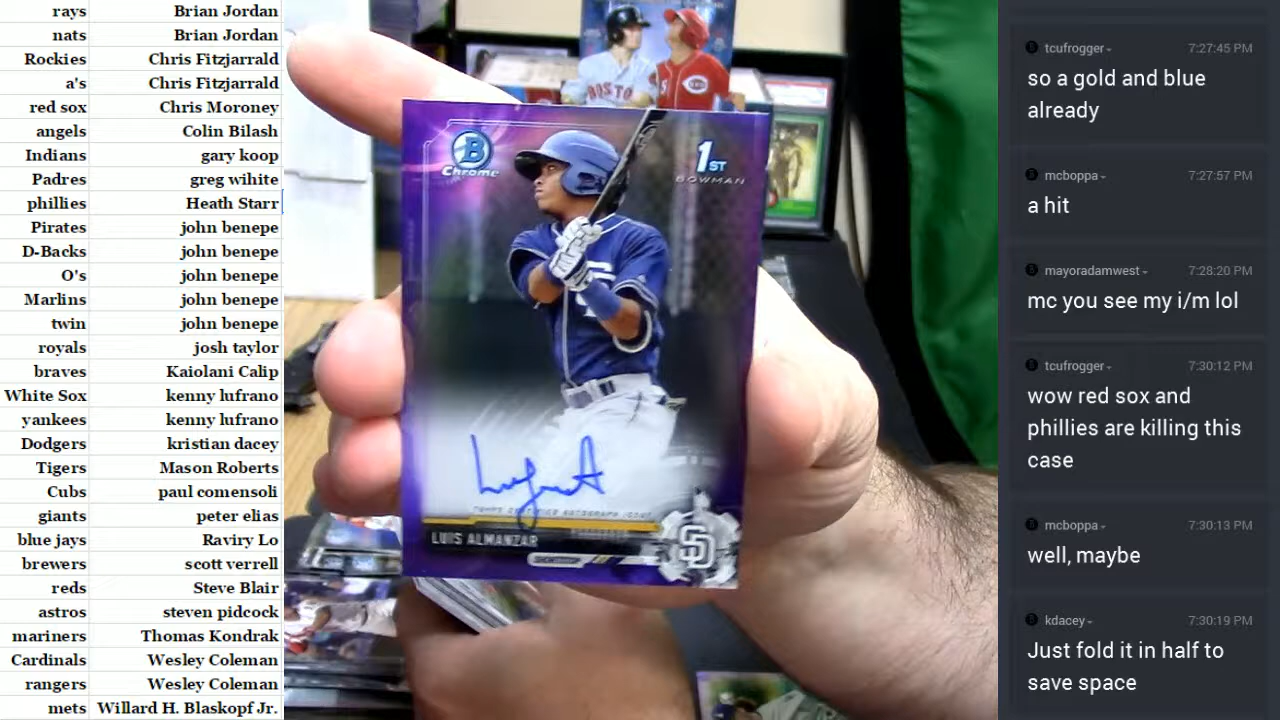 rays Brian Jordan
nats Brian Jordan
Rockies Chris Fitzjarrald
a's Chris Fitzjarrald
red sox Chris Moroney
angels Colin Bilash
Indians gary koop
Padres greg wihite
phillies Heath Starr
Pirates john benepe
D-Backs john benepe
O's john benepe
Marlins john benepe
twin john benepe
royals josh taylor
braves Kaiolani Calip
White Sox kenny lufrano
yankees kenny lufrano
Dodgers kristian dacey
Tigers Mason Roberts
Cubs paul comensoli
giants peter elias
blue jays Raviry Lo
brewers scott verrell
reds Steve Blair
astros steven pidcock
mariners Thomas Kondrak
Cardinals Wesley Coleman
rangers Wesley Coleman
mets Willard H. Blaskopf Jr.
BOSTON
B
Chrome
1ST
BOWMAN
TOPPS CERTIFIED AUTOGRAPH ISSUE
LUIS ALMANZAR
SD
tcufrogger 7:27:45 PM
so a gold and blue
already
mcboppa 7:27:57 PM
a hit
mayoradamwest 7:28:20 PM
mc you see my i/m lol
tcufrogger 7:30:12 PM
wow red sox and
phillies are killing this
case
mcboppa 7:30:13 PM
well, maybe
kdacey 7:30:19 PM
Just fold it in half to
save space